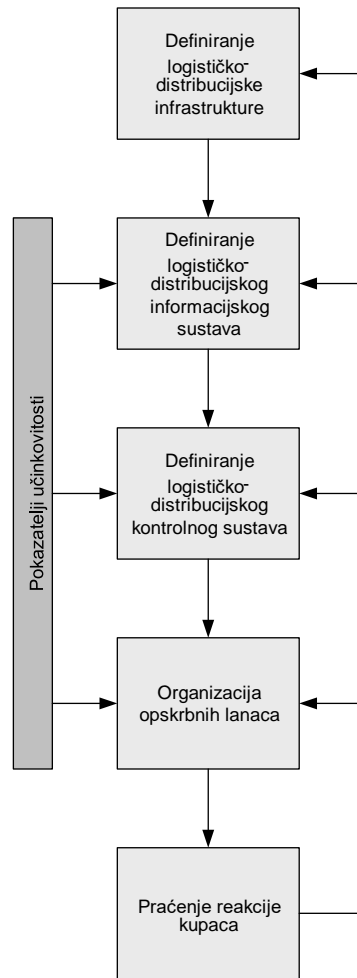 Definiranje
logističko-
distribucijske
infrastrukture
Definiranje
logističko-
distribucijskog
informacijskog
sustava
Pokazatelji učinkovitosti
Definiranje
logističko-
distribucijskog
kontrolnog sustava
Organizacija
opskrbnih lanaca
Praćenje reakcije
kupaca